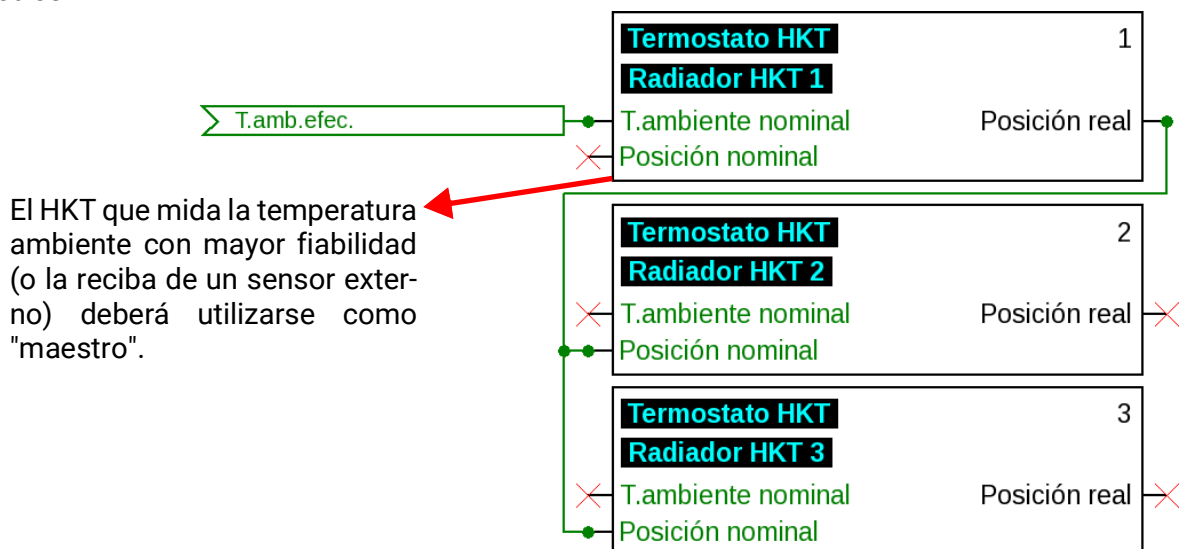 Termostato HKT 1
Radiador HKT 1
T.amb.efec.
T.ambiente nominal Posición real
Posición nominal
El HKT que mida la temperatura
ambiente con mayor fiabilidad
(o la reciba de un sensor exter-
no) deberá utilizarse como
"maestro".
Termostato HKT 2
Radiador HKT 2
T.ambiente nominal Posición real
Posición nominal
Termostato HKT 3
Radiador HKT 3
T.ambiente nominal Posición real
Posición nominal